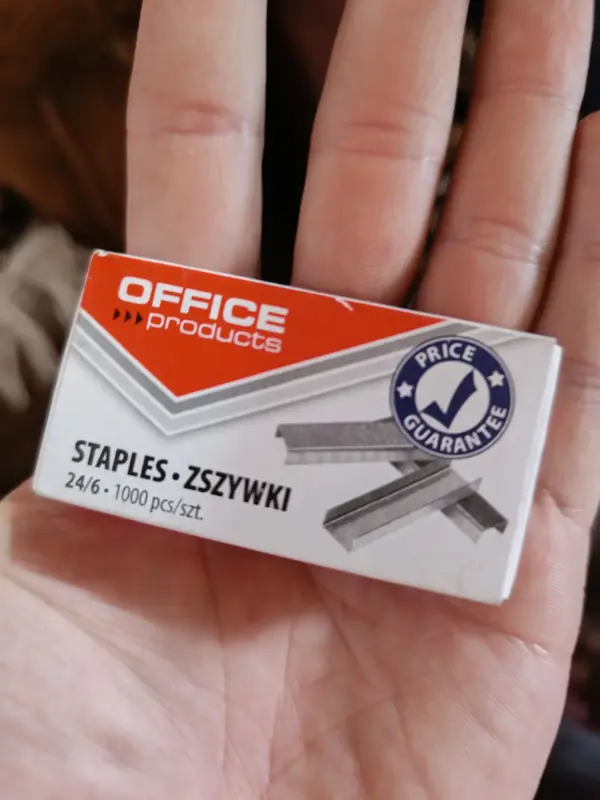 OFFICE
products
PRICE
GUARANTEE
STAPLES • ZSZYWKI
24/6 • 1000 pcs/szt.